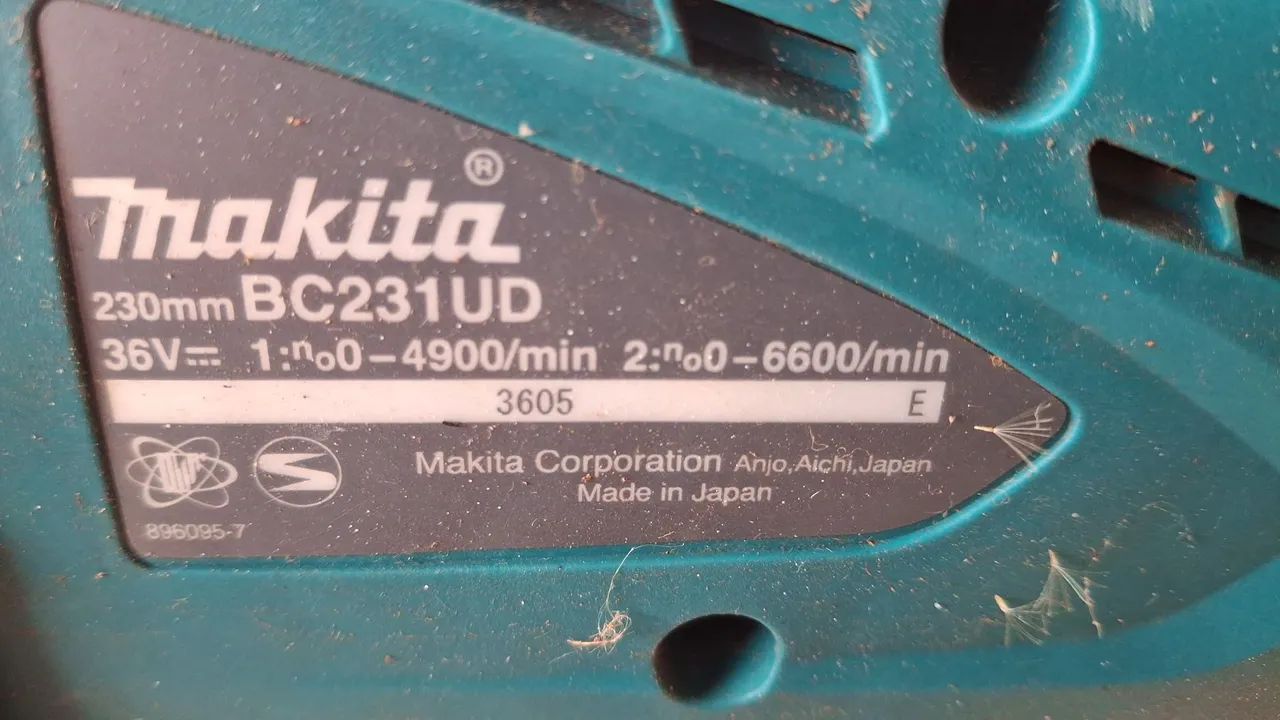 makita®
230mm BC231UD
36V⎓ 1:n₀0-4900/min 2:n₀0-6600/min
3605 E
Makita Corporation Anjo,Aichi,Japan
Made in Japan
896095-7